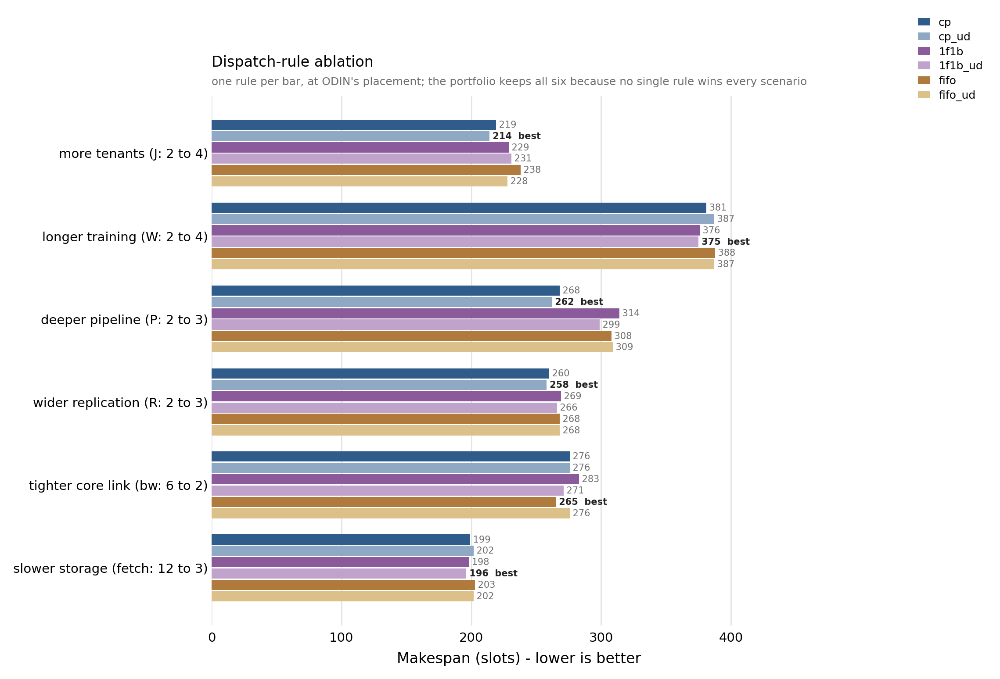 cp
cp_ud
1f1b
1f1b_ud
fifo
fifo_ud
Dispatch-rule ablation
one rule per bar, at ODIN's placement; the portfolio keeps all six because no single rule wins every scenario
more tenants (J: 2 to 4)
219
214 best
229
231
238
228
longer training (W: 2 to 4)
381
387
376
375 best
388
387
deeper pipeline (P: 2 to 3)
268
262 best
314
299
308
309
wider replication (R: 2 to 3)
260
258 best
269
266
268
268
tighter core link (bw: 6 to 2)
276
276
283
271
265 best
276
slower storage (fetch: 12 to 3)
199
202
198
196 best
203
202
0 100 200 300 400
Makespan (slots) - lower is better